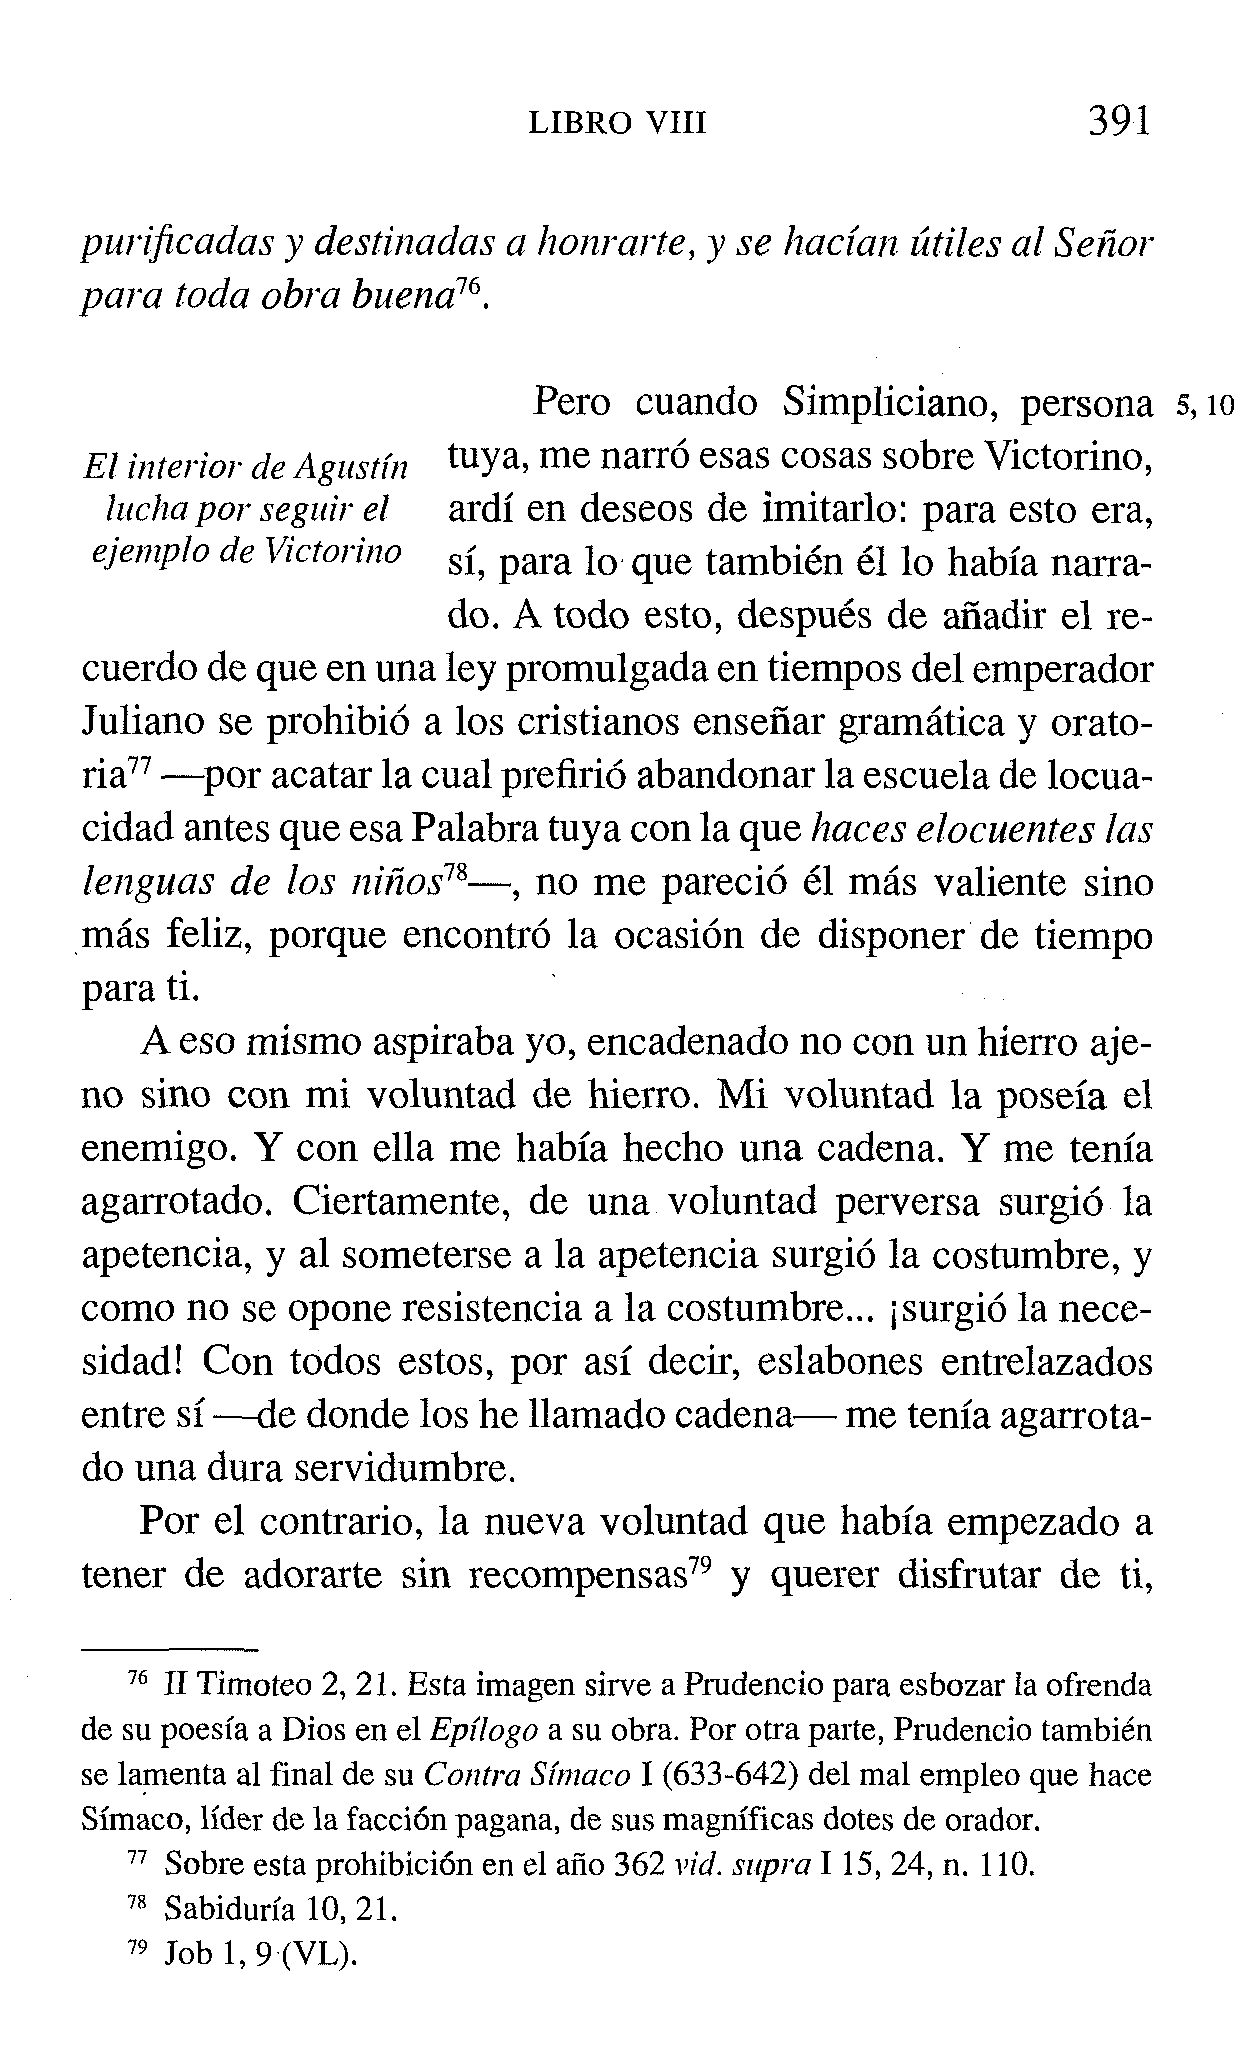 LIBRO VIII 391
purificadas y destinadas a honrarte, y se hacían útiles al Señor
para toda obra buena⁷⁶.
Pero cuando Simpliciano, persona 5, 10
El interior de Agustín
lucha por seguir el
ejemplo de Victorino
tuya, me narró esas cosas sobre Victorino,
ardí en deseos de imitarlo: para esto era,
sí, para lo que también él lo había narra-
do. A todo esto, después de añadir el re-
cuerdo de que en una ley promulgada en tiempos del emperador
Juliano se prohibió a los cristianos enseñar gramática y orato-
ria⁷⁷ —por acatar la cual prefirió abandonar la escuela de locua-
cidad antes que esa Palabra tuya con la que haces elocuentes las
lenguas de los niños⁷⁸—, no me pareció él más valiente sino
más feliz, porque encontró la ocasión de disponer de tiempo
para ti.
A eso mismo aspiraba yo, encadenado no con un hierro aje-
no sino con mi voluntad de hierro. Mi voluntad la poseía el
enemigo. Y con ella me había hecho una cadena. Y me tenía
agarrotado. Ciertamente, de una voluntad perversa surgió la
apetencia, y al someterse a la apetencia surgió la costumbre, y
como no se opone resistencia a la costumbre... ¡surgió la nece-
sidad! Con todos estos, por así decir, eslabones entrelazados
entre sí —de donde los he llamado cadena— me tenía agarrota-
do una dura servidumbre.
Por el contrario, la nueva voluntad que había empezado a
tener de adorarte sin recompensas⁷⁹ y querer disfrutar de ti,
⁷⁶ II Timoteo 2, 21. Esta imagen sirve a Prudencio para esbozar la ofrenda
de su poesía a Dios en el Epílogo a su obra. Por otra parte, Prudencio también
se lamenta al final de su Contra Símaco I (633-642) del mal empleo que hace
Símaco, líder de la facción pagana, de sus magníficas dotes de orador.
⁷⁷ Sobre esta prohibición en el año 362 vid. supra I 15, 24, n. 110.
⁷⁸ Sabiduría 10, 21.
⁷⁹ Job 1, 9 (VL).